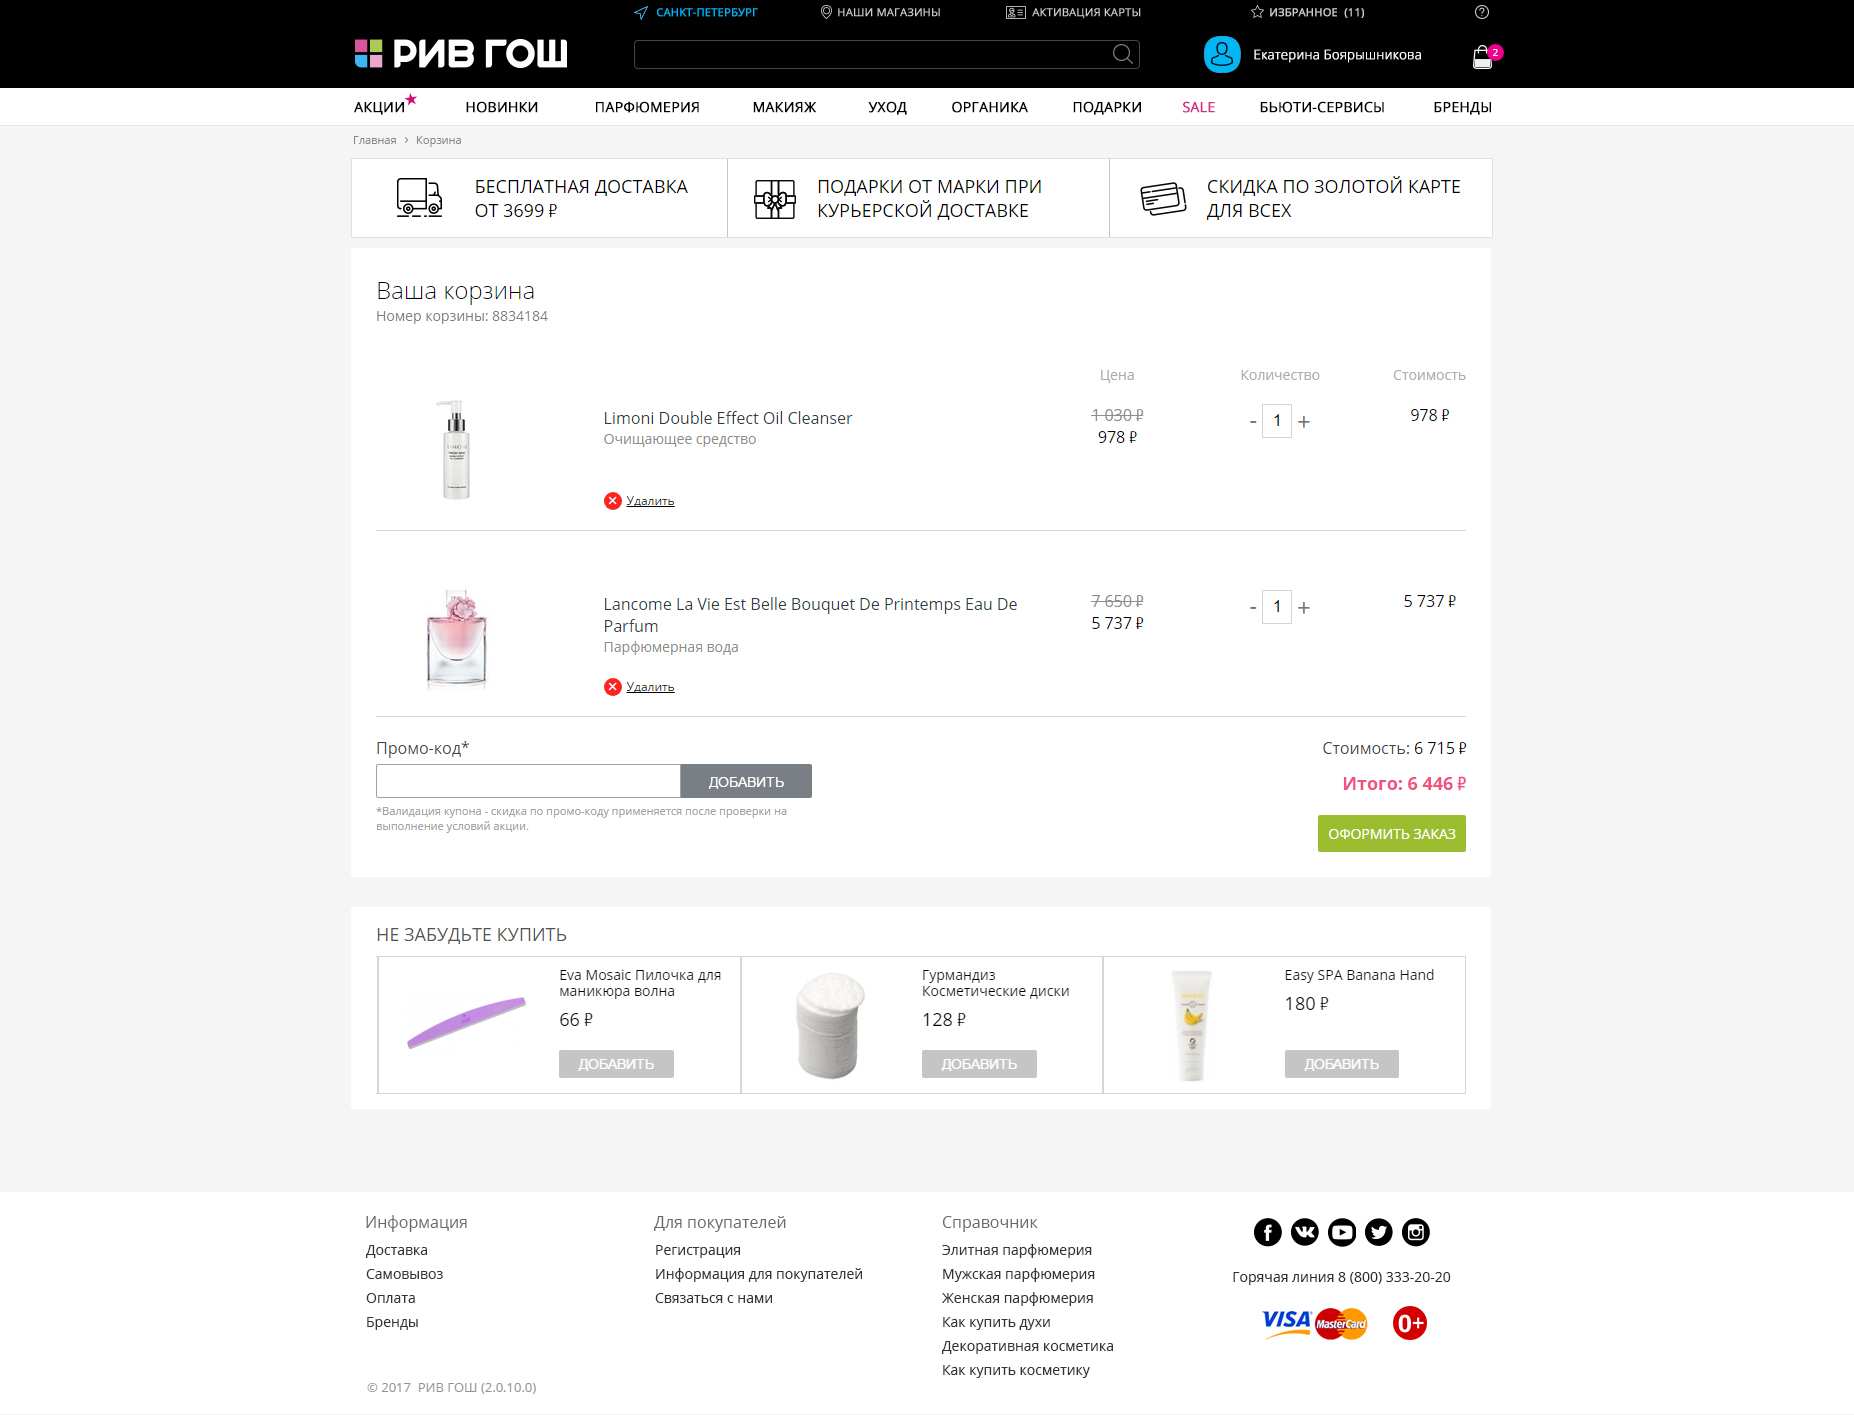 САНКТ-ПЕТЕРБУРГ
НАШИ МАГАЗИНЫ
АКТИВАЦИЯ КАРТЫ
ИЗБРАННОЕ (11)
РИВ ГОШ
Екатерина Боярышникова
2
АКЦИИ
НОВИНКИ
ПАРФЮМЕРИЯ
МАКИЯЖ
УХОД
ОРГАНИКА
ПОДАРКИ
SALE
БЬЮТИ-СЕРВИСЫ
БРЕНДЫ
Главная › Корзина
БЕСПЛАТНАЯ ДОСТАВКА
ОТ 3699 ₽
ПОДАРКИ ОТ МАРКИ ПРИ
КУРЬЕРСКОЙ ДОСТАВКЕ
СКИДКА ПО ЗОЛОТОЙ КАРТЕ
ДЛЯ ВСЕХ
Ваша корзина
Номер корзины: 8834184
Цена
Количество
Стоимость
Limoni Double Effect Oil Cleanser
Очищающее средство
1 030 ₽
978 ₽
- 1 +
978 ₽
Удалить
Lancome La Vie Est Belle Bouquet De Printemps Eau De
Parfum
Парфюмерная вода
7 650 ₽
5 737 ₽
- 1 +
5 737 ₽
Удалить
Промо-код*
ДОБАВИТЬ
*Валидация купона - скидка по промо-коду применяется после проверки на
выполнение условий акции.
Стоимость: 6 715 ₽
Итого: 6 446 ₽
ОФОРМИТЬ ЗАКАЗ
НЕ ЗАБУДЬТЕ КУПИТЬ
Eva Mosaic Пилочка для
маникюра волна
66 ₽
ДОБАВИТЬ
Гурмандиз
Косметические диски
128 ₽
ДОБАВИТЬ
Easy SPA Banana Hand
180 ₽
ДОБАВИТЬ
Информация
Доставка
Самовывоз
Оплата
Бренды
Для покупателей
Регистрация
Информация для покупателей
Связаться с нами
Справочник
Элитная парфюмерия
Мужская парфюмерия
Женская парфюмерия
Как купить духи
Декоративная косметика
Как купить косметику
Горячая линия 8 (800) 333-20-20
VISA
MasterCard
0+
© 2017 РИВ ГОШ (2.0.10.0)